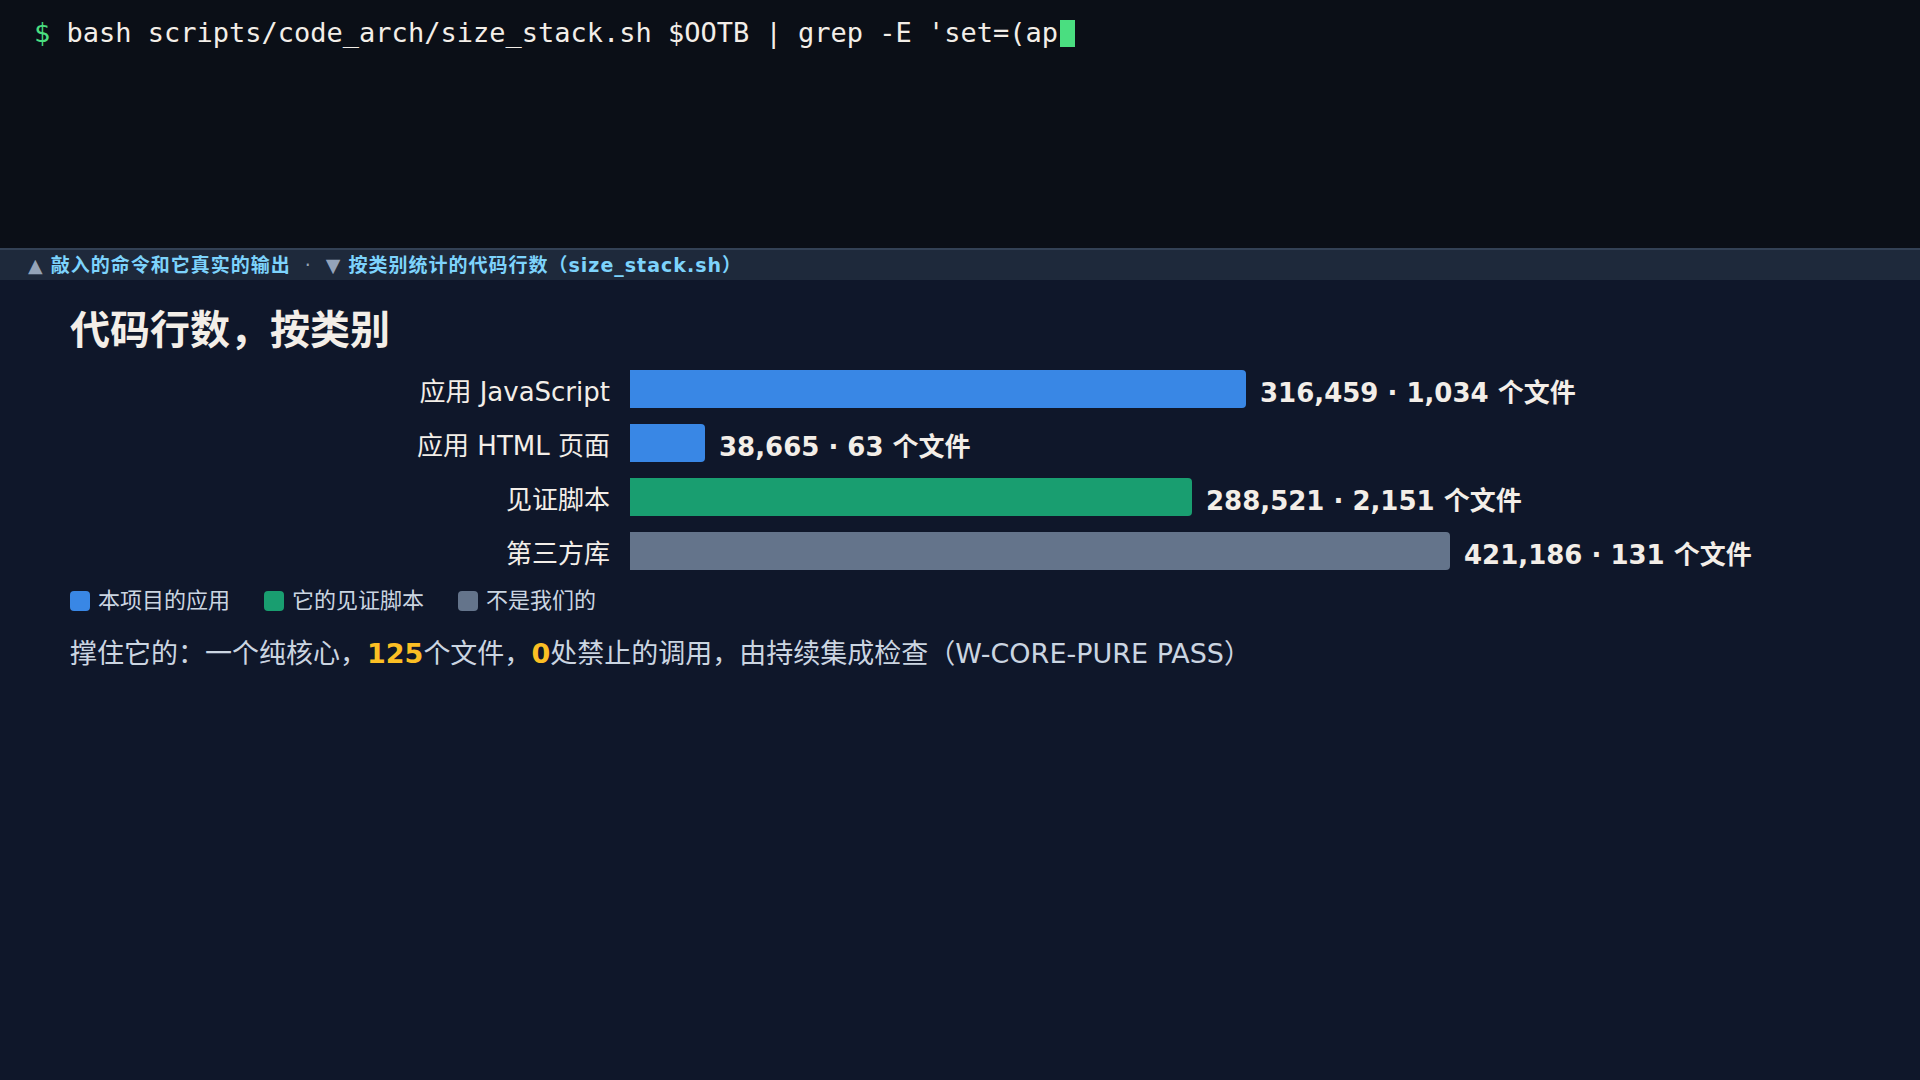 $ bash scripts/code_arch/size_stack.sh $OOTB | grep -E 'set=(ap
▲ 敲入的命令和它真实的输出 · ▼ 按类别统计的代码行数（size_stack.sh）
代码行数，按类别
应用 JavaScript 316,459 · 1,034 个文件
应用 HTML 页面 38,665 · 63 个文件
见证脚本 288,521 · 2,151 个文件
第三方库 421,186 · 131 个文件
本项目的应用 它的见证脚本 不是我们的
撑住它的：一个纯核心，125个文件，0处禁止的调用，由持续集成检查（W-CORE-PURE PASS）